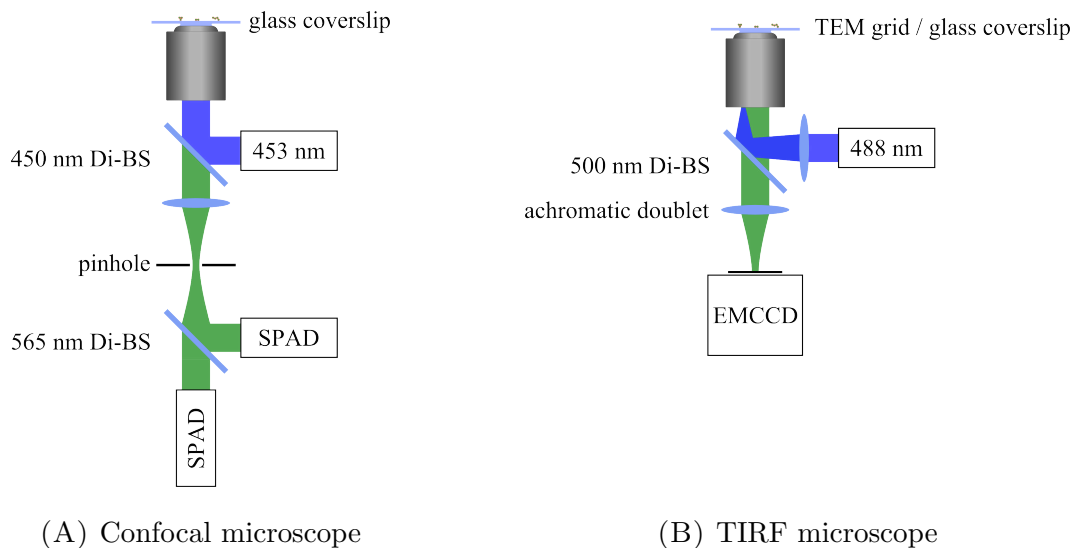 glass coverslip
450 nm Di-BS
453 nm
pinhole
565 nm Di-BS
SPAD
SPAD
(A) Confocal microscope
TEM grid / glass coverslip
500 nm Di-BS
488 nm
achromatic doublet
EMCCD
(B) TIRF microscope